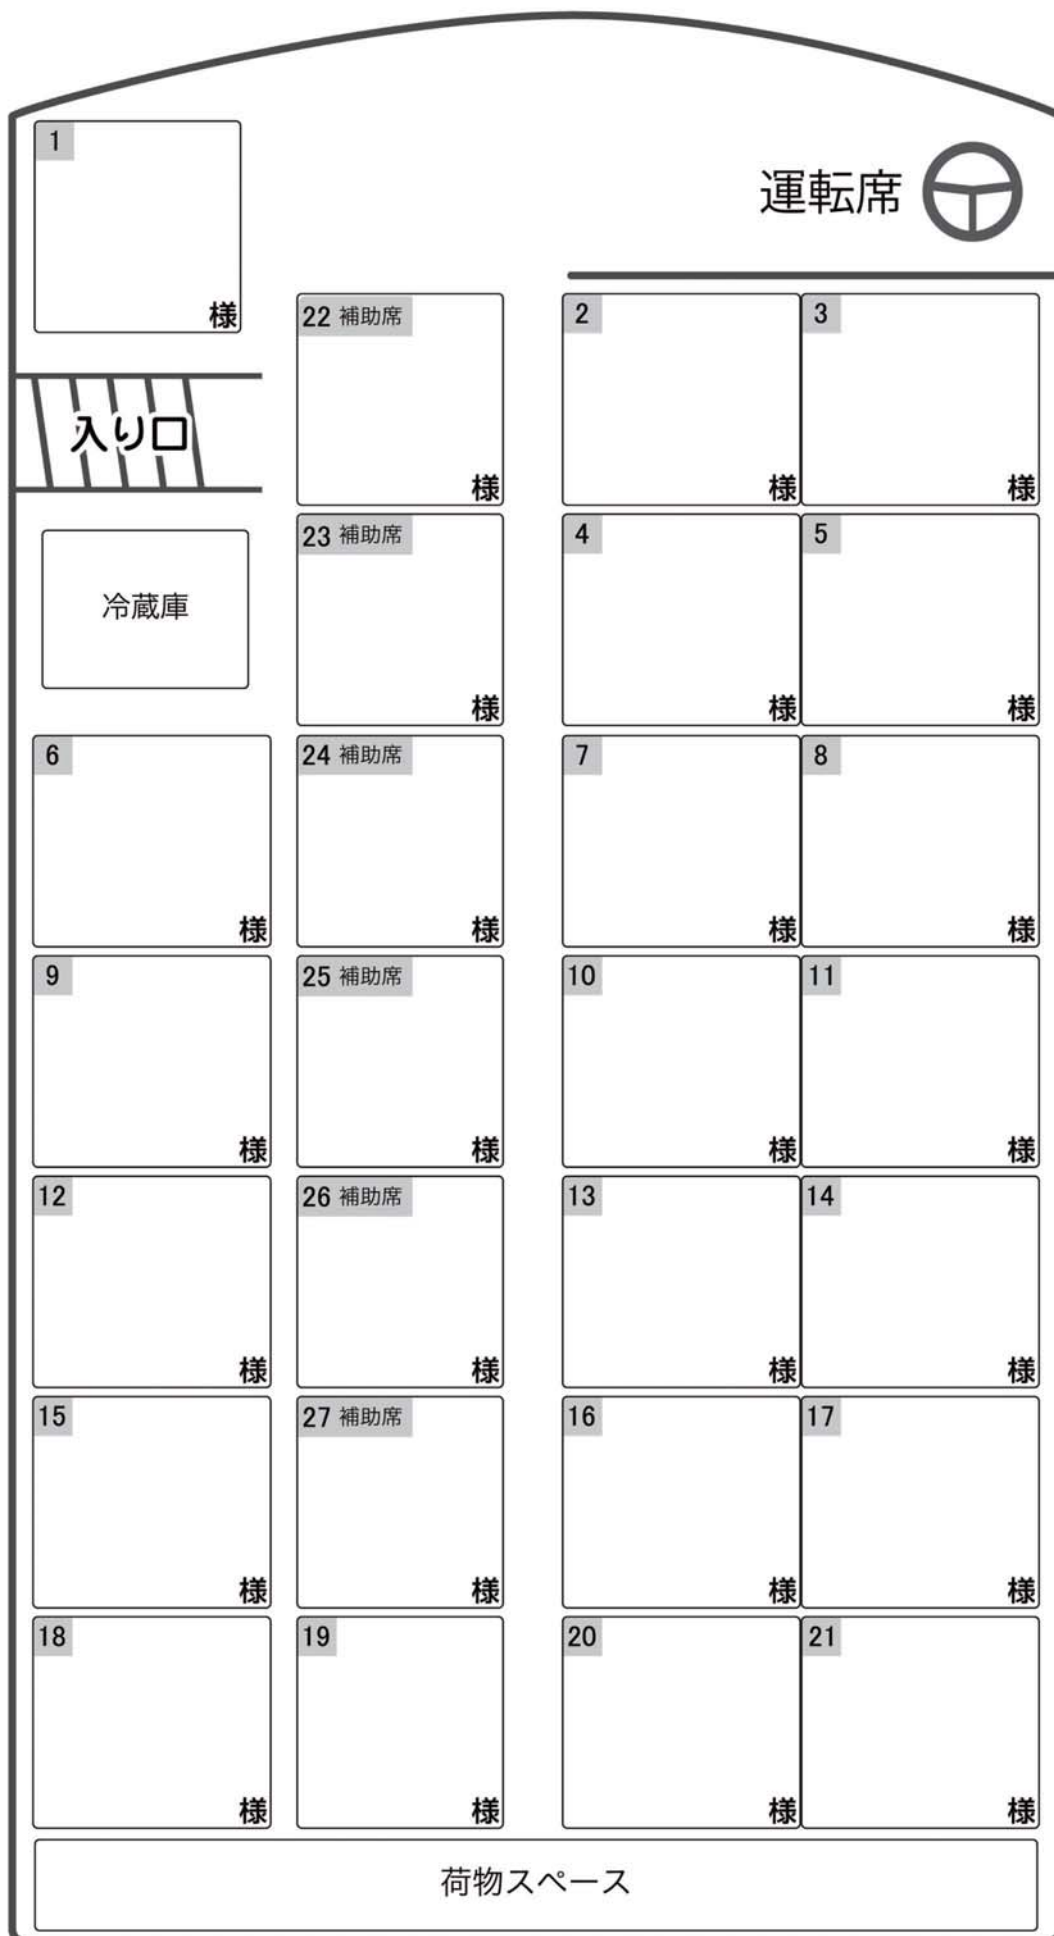 1
様
運転席
22 補助席
様
2
様
3
様
入り口
23 補助席
様
4
様
5
様
冷蔵庫
6
様
24 補助席
様
7
様
8
様
9
様
25 補助席
様
10
様
11
様
12
様
26 補助席
様
13
様
14
様
15
様
27 補助席
様
16
様
17
様
18
様
19
様
20
様
21
様
荷物スペース